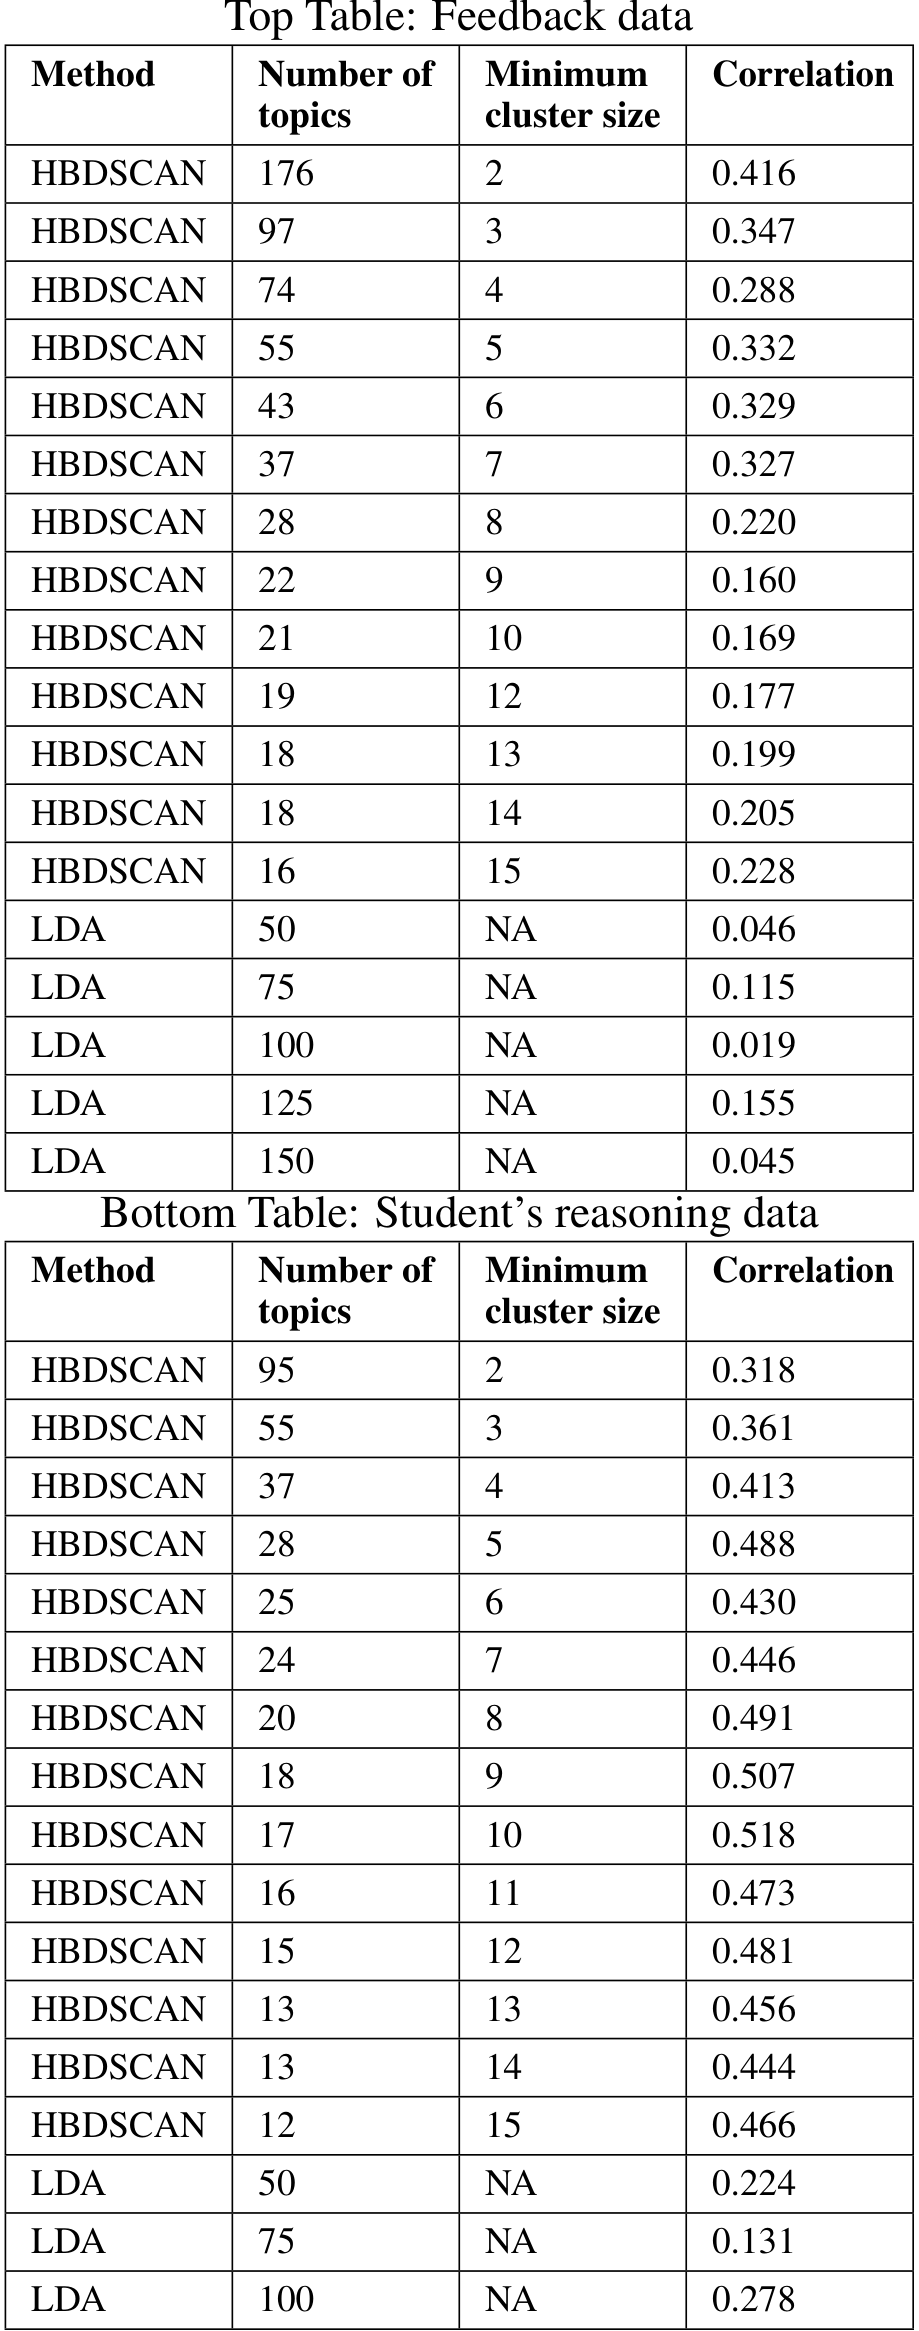 Top Table: Feedback data
Method Number of topics Minimum cluster size Correlation
HBDSCAN 176 2 0.416
HBDSCAN 97 3 0.347
HBDSCAN 74 4 0.288
HBDSCAN 55 5 0.332
HBDSCAN 43 6 0.329
HBDSCAN 37 7 0.327
HBDSCAN 28 8 0.220
HBDSCAN 22 9 0.160
HBDSCAN 21 10 0.169
HBDSCAN 19 12 0.177
HBDSCAN 18 13 0.199
HBDSCAN 18 14 0.205
HBDSCAN 16 15 0.228
LDA 50 NA 0.046
LDA 75 NA 0.115
LDA 100 NA 0.019
LDA 125 NA 0.155
LDA 150 NA 0.045
Bottom Table: Student’s reasoning data
Method Number of topics Minimum cluster size Correlation
HBDSCAN 95 2 0.318
HBDSCAN 55 3 0.361
HBDSCAN 37 4 0.413
HBDSCAN 28 5 0.488
HBDSCAN 25 6 0.430
HBDSCAN 24 7 0.446
HBDSCAN 20 8 0.491
HBDSCAN 18 9 0.507
HBDSCAN 17 10 0.518
HBDSCAN 16 11 0.473
HBDSCAN 15 12 0.481
HBDSCAN 13 13 0.456
HBDSCAN 13 14 0.444
HBDSCAN 12 15 0.466
LDA 50 NA 0.224
LDA 75 NA 0.131
LDA 100 NA 0.278